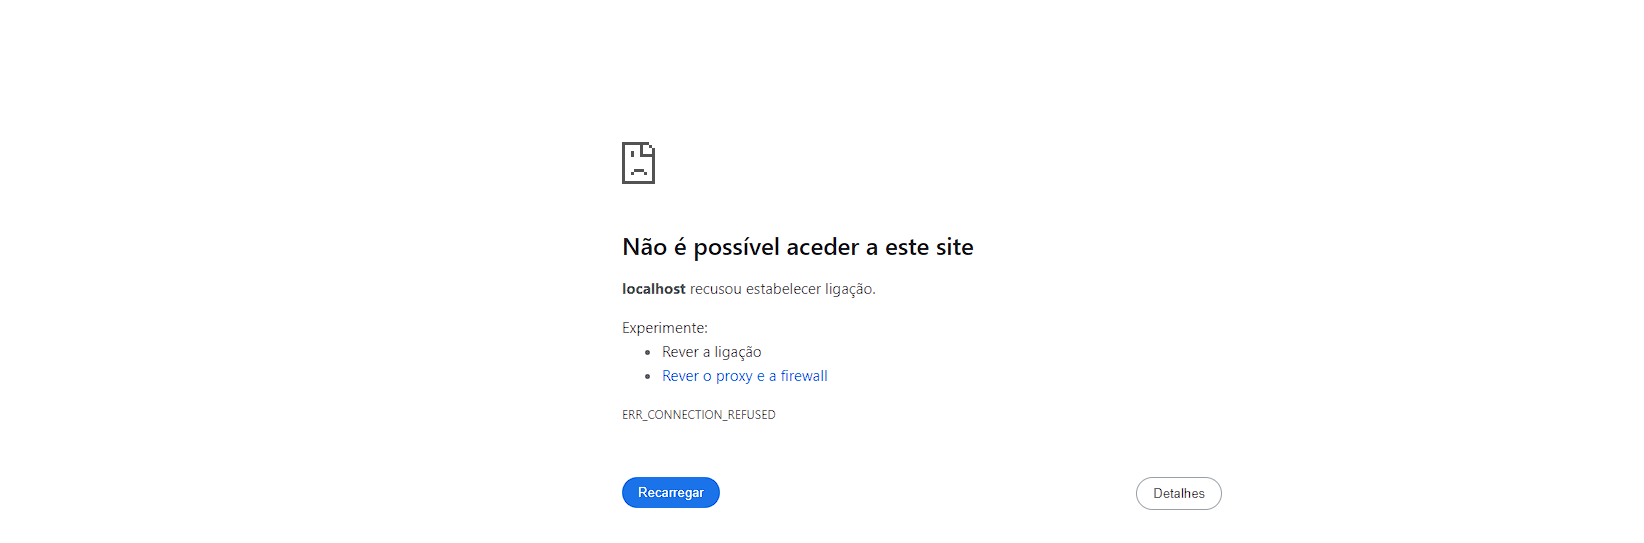 Não é possível aceder a este site
localhost recusou estabelecer ligação.
Experimente:
• Rever a ligação
• Rever o proxy e a firewall
ERR_CONNECTION_REFUSED
Recarregar
Detalhes